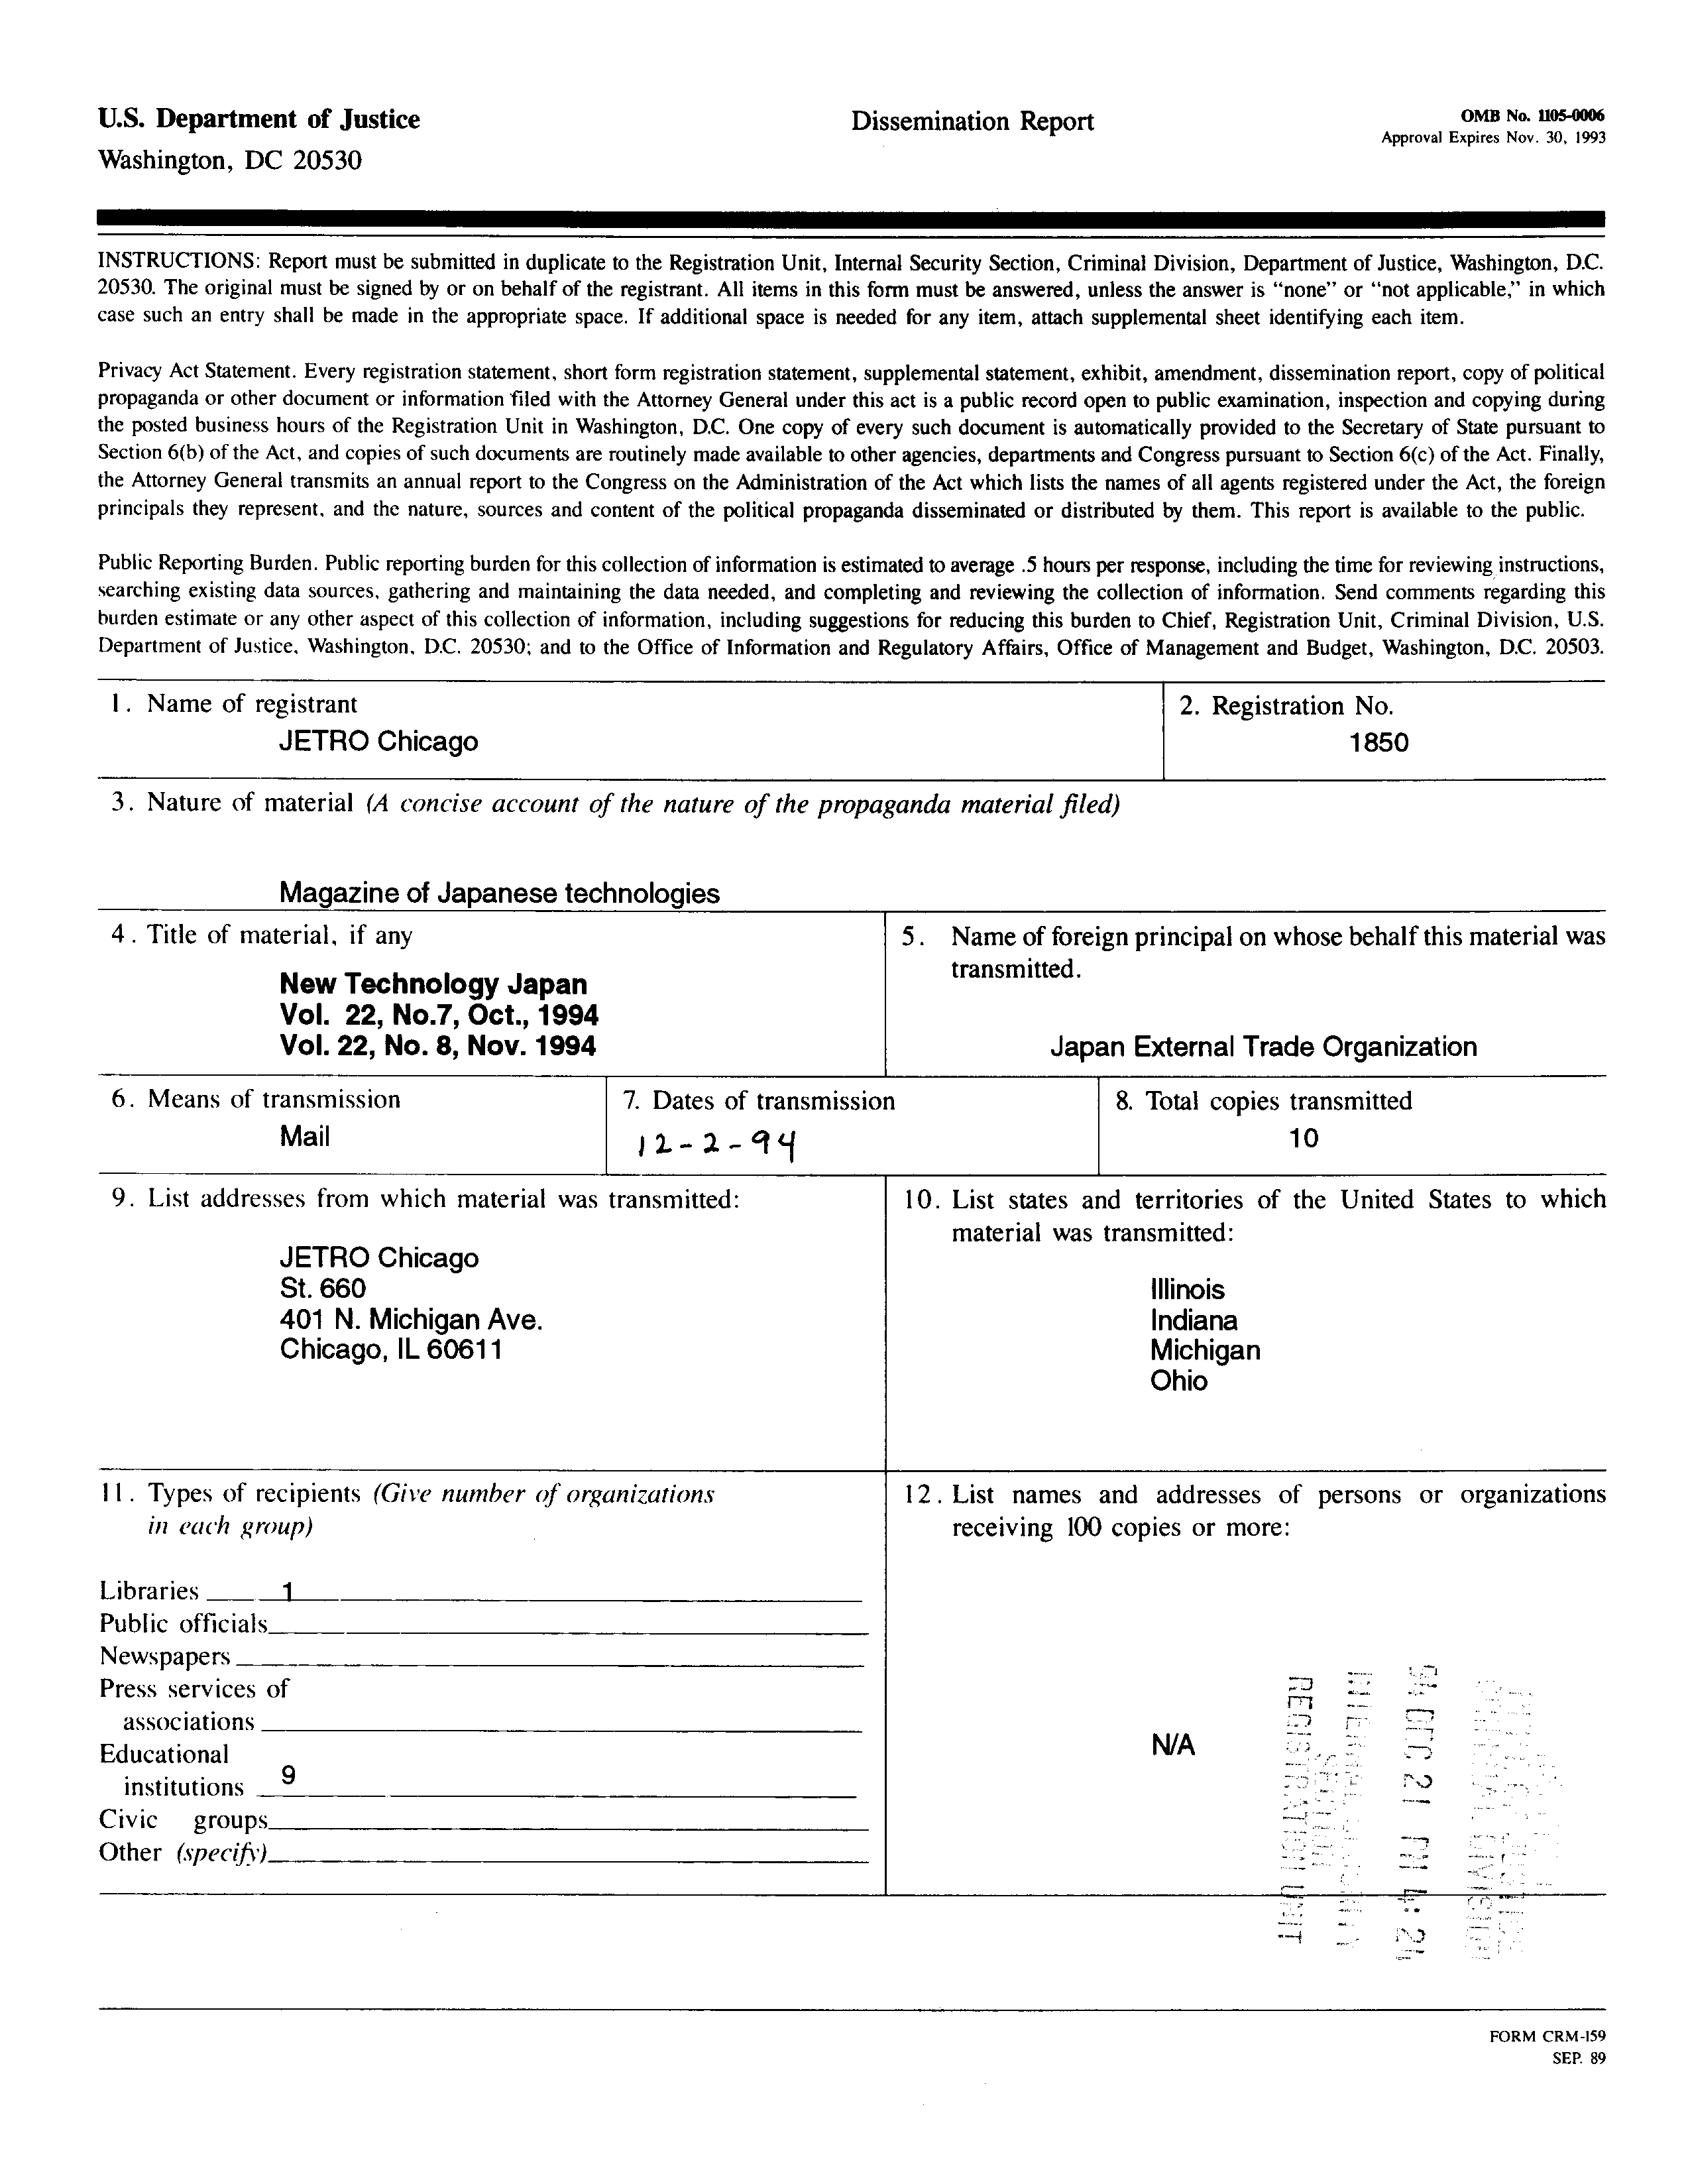 U.S. Department of Justice
Washington, DC 20530
Dissemination Report
OMB No. 1105-0006
Approval Expires Nov. 30, 1993
INSTRUCTIONS: Report must be submitted in duplicate to the Registration Unit, Internal Security Section, Criminal Division, Department of Justice, Washington, D.C.
20530. The original must be signed by or on behalf of the registrant. All items in this form must be answered, unless the answer is “none” or “not applicable,” in which
case such an entry shall be made in the appropriate space. If additional space is needed for any item, attach supplemental sheet identifying each item.
Privacy Act Statement. Every registration statement, short form registration statement, supplemental statement, exhibit, amendment, dissemination report, copy of political
propaganda or other document or information filed with the Attorney General under this act is a public record open to public examination, inspection and copying during
the posted business hours of the Registration Unit in Washington, D.C. One copy of every such document is automatically provided to the Secretary of State pursuant to
Section 6(b) of the Act, and copies of such documents are routinely made available to other agencies, departments and Congress pursuant to Section 6(c) of the Act. Finally,
the Attorney General transmits an annual report to the Congress on the Administration of the Act which lists the names of all agents registered under the Act, the foreign
principals they represent, and the nature, sources and content of the political propaganda disseminated or distributed by them. This report is available to the public.
Public Reporting Burden. Public reporting burden for this collection of information is estimated to average .5 hours per response, including the time for reviewing instructions,
searching existing data sources, gathering and maintaining the data needed, and completing and reviewing the collection of information. Send comments regarding this
burden estimate or any other aspect of this collection of information, including suggestions for reducing this burden to Chief, Registration Unit, Criminal Division, U.S.
Department of Justice, Washington, D.C. 20530; and to the Office of Information and Regulatory Affairs, Office of Management and Budget, Washington, D.C. 20503.
1. Name of registrant
JETRO Chicago
2. Registration No.
1850
3. Nature of material (A concise account of the nature of the propaganda material filed)
Magazine of Japanese technologies
4. Title of material, if any
New Technology Japan
Vol. 22, No.7, Oct., 1994
Vol. 22, No. 8, Nov. 1994
5. Name of foreign principal on whose behalf this material was
transmitted.
Japan External Trade Organization
6. Means of transmission
Mail
7. Dates of transmission
12-2-94
8. Total copies transmitted
10
9. List addresses from which material was transmitted:
JETRO Chicago
St. 660
401 N. Michigan Ave.
Chicago, IL 60611
10. List states and territories of the United States to which
material was transmitted:
Illinois
Indiana
Michigan
Ohio
11. Types of recipients (Give number of organizations
in each group)
Libraries 1
Public officials
Newspapers
Press services of
associations
Educational
institutions 9
Civic groups
Other (specify)
12. List names and addresses of persons or organizations
receiving 100 copies or more:
N/A
94 DEC 21 PM 4:24
REGISTRATION UNIT
FORM CRM-159
SEP. 89